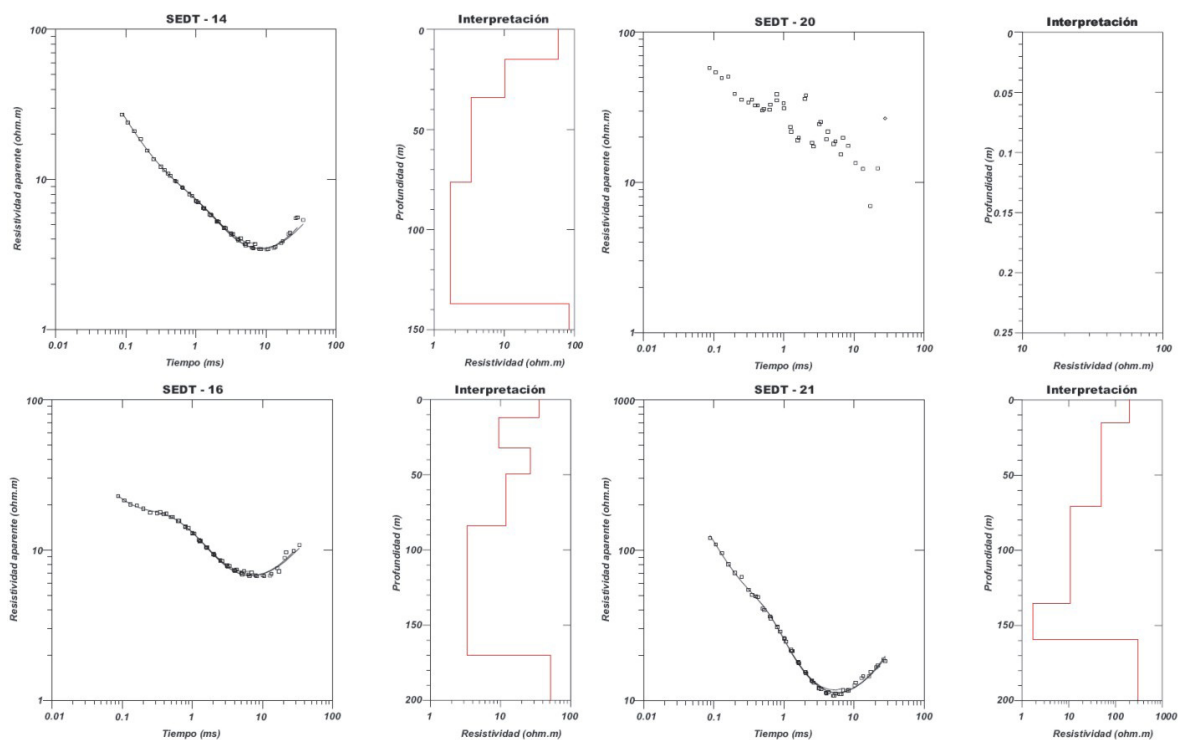 SEDT - 14
Interpretación
100
10
1
Resistividad aparente (ohm.m)
0.01 0.1 1 10 100
Tiempo (ms)
0
50
100
150
Profundidad (m)
1 10 100
Resistividad (ohm.m)
SEDT - 20
Interpretación
100
10
1
Resistividad aparente (ohm.m)
0.01 0.1 1 10 100
Tiempo (ms)
0
0.05
0.1
0.15
0.2
0.25
Profundidad (m)
10 100
Resistividad (ohm.m)
SEDT - 16
Interpretación
100
10
1
Resistividad aparente (ohm.m)
0.01 0.1 1 10 100
Tiempo (ms)
0
50
100
150
200
Profundidad (m)
1 10 100
Resistividad (ohm.m)
SEDT - 21
Interpretación
1000
100
10
Resistividad aparente (ohm.m)
0.01 0.1 1 10 100
Tiempo (ms)
0
50
100
150
200
Profundidad (m)
1 10 100 1000
Resistividad (ohm.m)